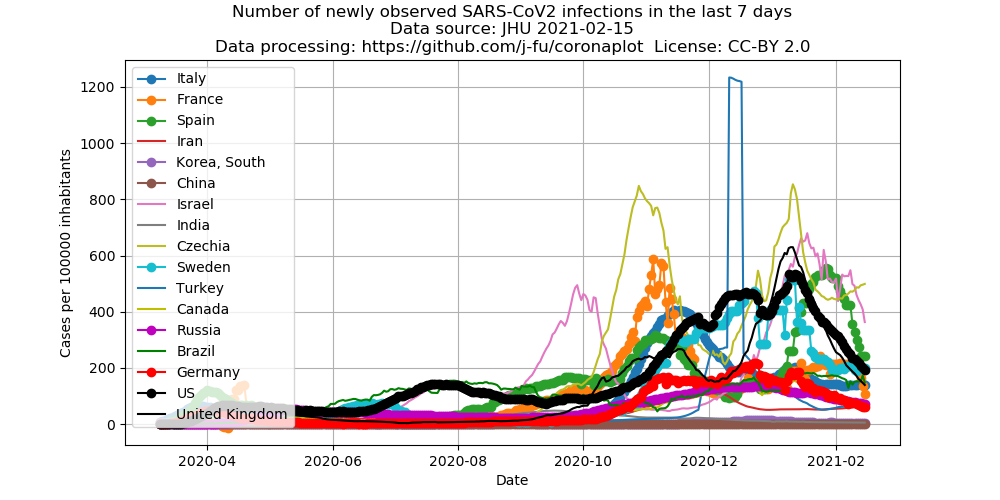 Number of newly observed SARS-CoV2 infections in the last 7 days
Data source: JHU 2021-02-15
Data processing: https://github.com/j-fu/coronaplot  License: CC-BY 2.0
1200
1000
800
600
400
200
0
Cases per 100000 inhabitants
Italy
France
Spain
Iran
Korea, South
China
Israel
India
Czechia
Sweden
Turkey
Canada
Russia
Brazil
Germany
US
United Kingdom
2020-04
2020-06
2020-08
2020-10
2020-12
2021-02
Date